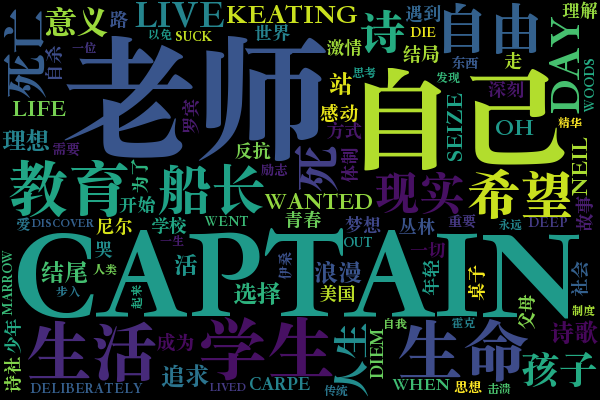 死亡
意义
路
LIVE
KEATING
遇到
自由
DAY
理解
自杀
一位
以免
SUCK
世界
诗
激情
DIE
结局
走
东西
发现
WOODS
LIFE
老师
站
思考
自己
深刻
精华
理想
罗宾
感动
方式
SEIZE
OH
NEIL
需要
为了
反抗
死
体制
教育
船长
励志
WANTED
现实
希望
故事
开始
爱
DISCOVER
尼尔
学校
WENT
青春
梦想
丛林
重要
永远
DEEP
CAPTAIN
哭
一生
OUT
一切
结尾
人类
活
伊桑
浪漫
年轻
桌子
社会
MARROW
步入
起来
选择
美国
父母
制度
诗社
少年
生活
成为
学生
人生
DIEM
自我
霍克
生命
诗歌
孩子
DELIBERATELY
追求
LIVED
CARPE
传统
WHEN
思想
击溃